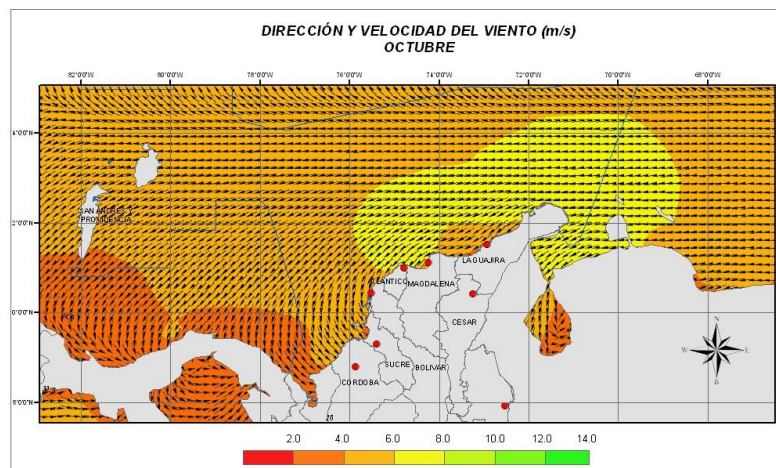 DIRECCIÓN Y VELOCIDAD DEL VIENTO (m/s)
OCTUBRE
82°0'0"W 80°0'0"W 78°0'0"W 76°0'0"W 74°0'0"W 72°0'0"W 70°0'0"W 68°0'0"W
4°0'0"N
2°0'0"N
SAN ANDRES Y
PROVIDENCIA
LA GUAJIRA
ATLANTICO
MAGDALENA
0°0'0"N
CESAR
N
W E
S
SUCRE
BOLIVAR
CORDOBA
8°0'0"N
2.0 4.0 6.0 8.0 10.0 12.0 14.0